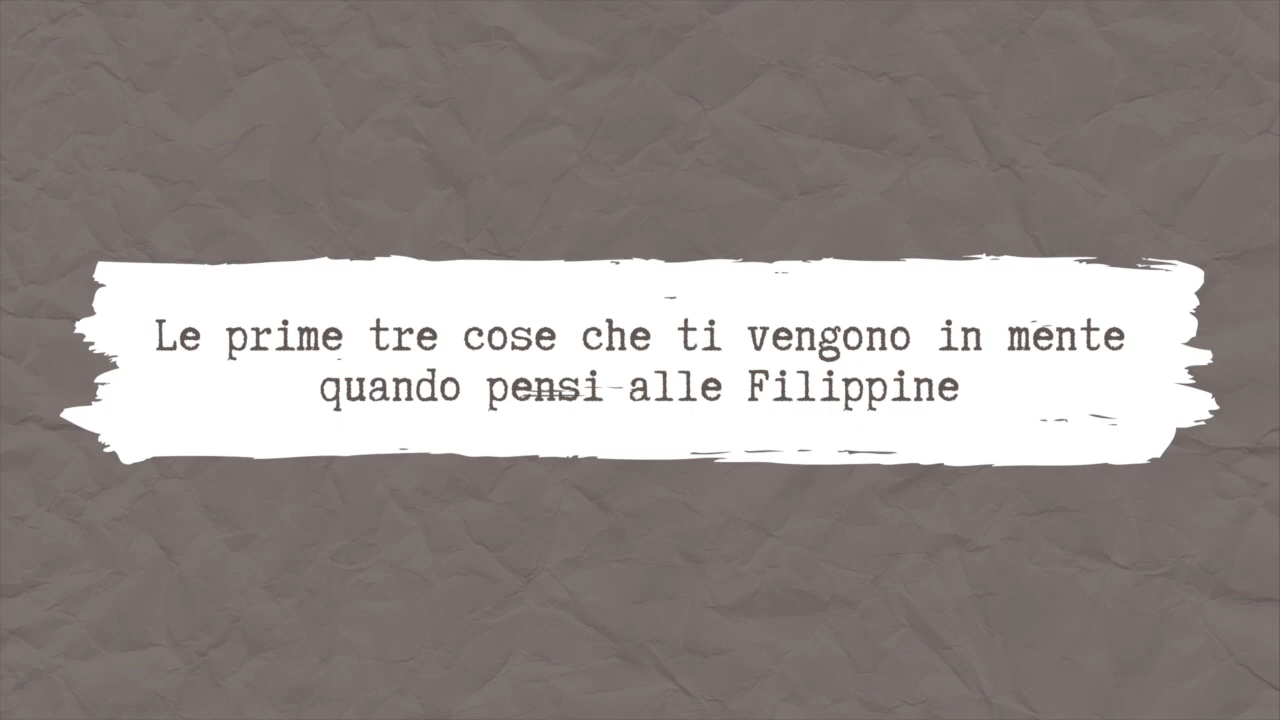 Le prime tre cose che ti vengono in mente
quando pensi alle Filippine